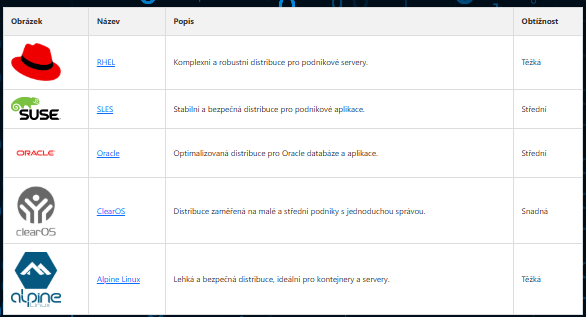 Obrázek Název Popis Obtížnost
RHEL Komplexní a robustní distribuce pro podnikové servery. Těžká
SUSE SLES Stabilní a bezpečná distribuce pro podnikové aplikace. Střední
ORACLE Oracle Optimalizovaná distribuce pro Oracle databáze a aplikace. Střední
clearOS ClearOS Distribuce zaměřená na malé a střední podniky s jednoduchou správou. Snadná
alpine Linux Alpine Linux Lehká a bezpečná distribuce, ideální pro kontejnery a servery. Těžká